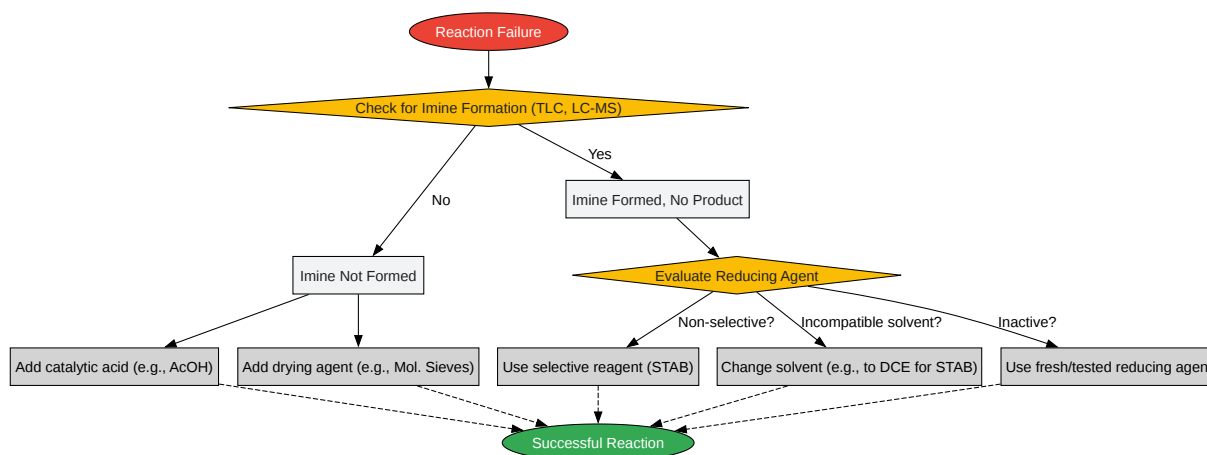 Reaction Failure
Check for Imine Formation (TLC, LC-MS)
Yes
No
Imine Formed, No Product
Imine Not Formed
Evaluate Reducing Agent
Non-selective?
Incompatible solvent?
Inactive?
Add catalytic acid (e.g., AcOH)
Add drying agent (e.g., Mol. Sieves)
Use selective reagent (STAB)
Change solvent (e.g., to DCE for STAB)
Use fresh/tested reducing agent
Successful Reaction